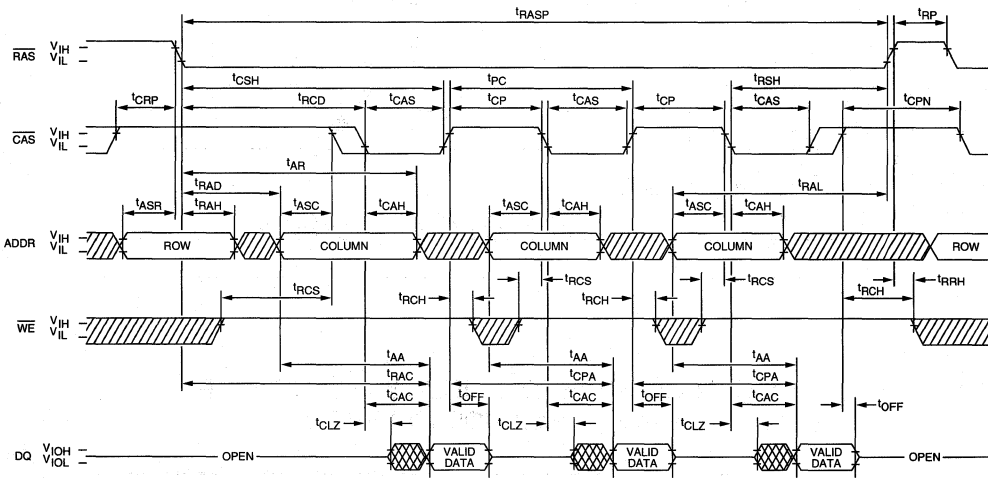 tRASP tRP
RAS VIH VIL
tCSH tPC tRSH
tCRP tRCD tCAS tCP tCAS tCP tCAS tCPN
CAS VIH VIL
tAR
tRAD tRAL
tASR tRAH tASC tCAH tASC tCAH tASC tCAH
ADDR VIH VIL ROW COLUMN COLUMN COLUMN ROW
tRCS tRCH tRCS tRCH tRCS tRCH tRRH
WE VIH VIL
tAA tAA tAA
tRAC tCPA tCPA
tCAC tOFF tCAC tOFF tCAC tOFF
tCLZ tCLZ tCLZ
DQ VIOH VIOL OPEN VALID DATA VALID DATA VALID DATA OPEN